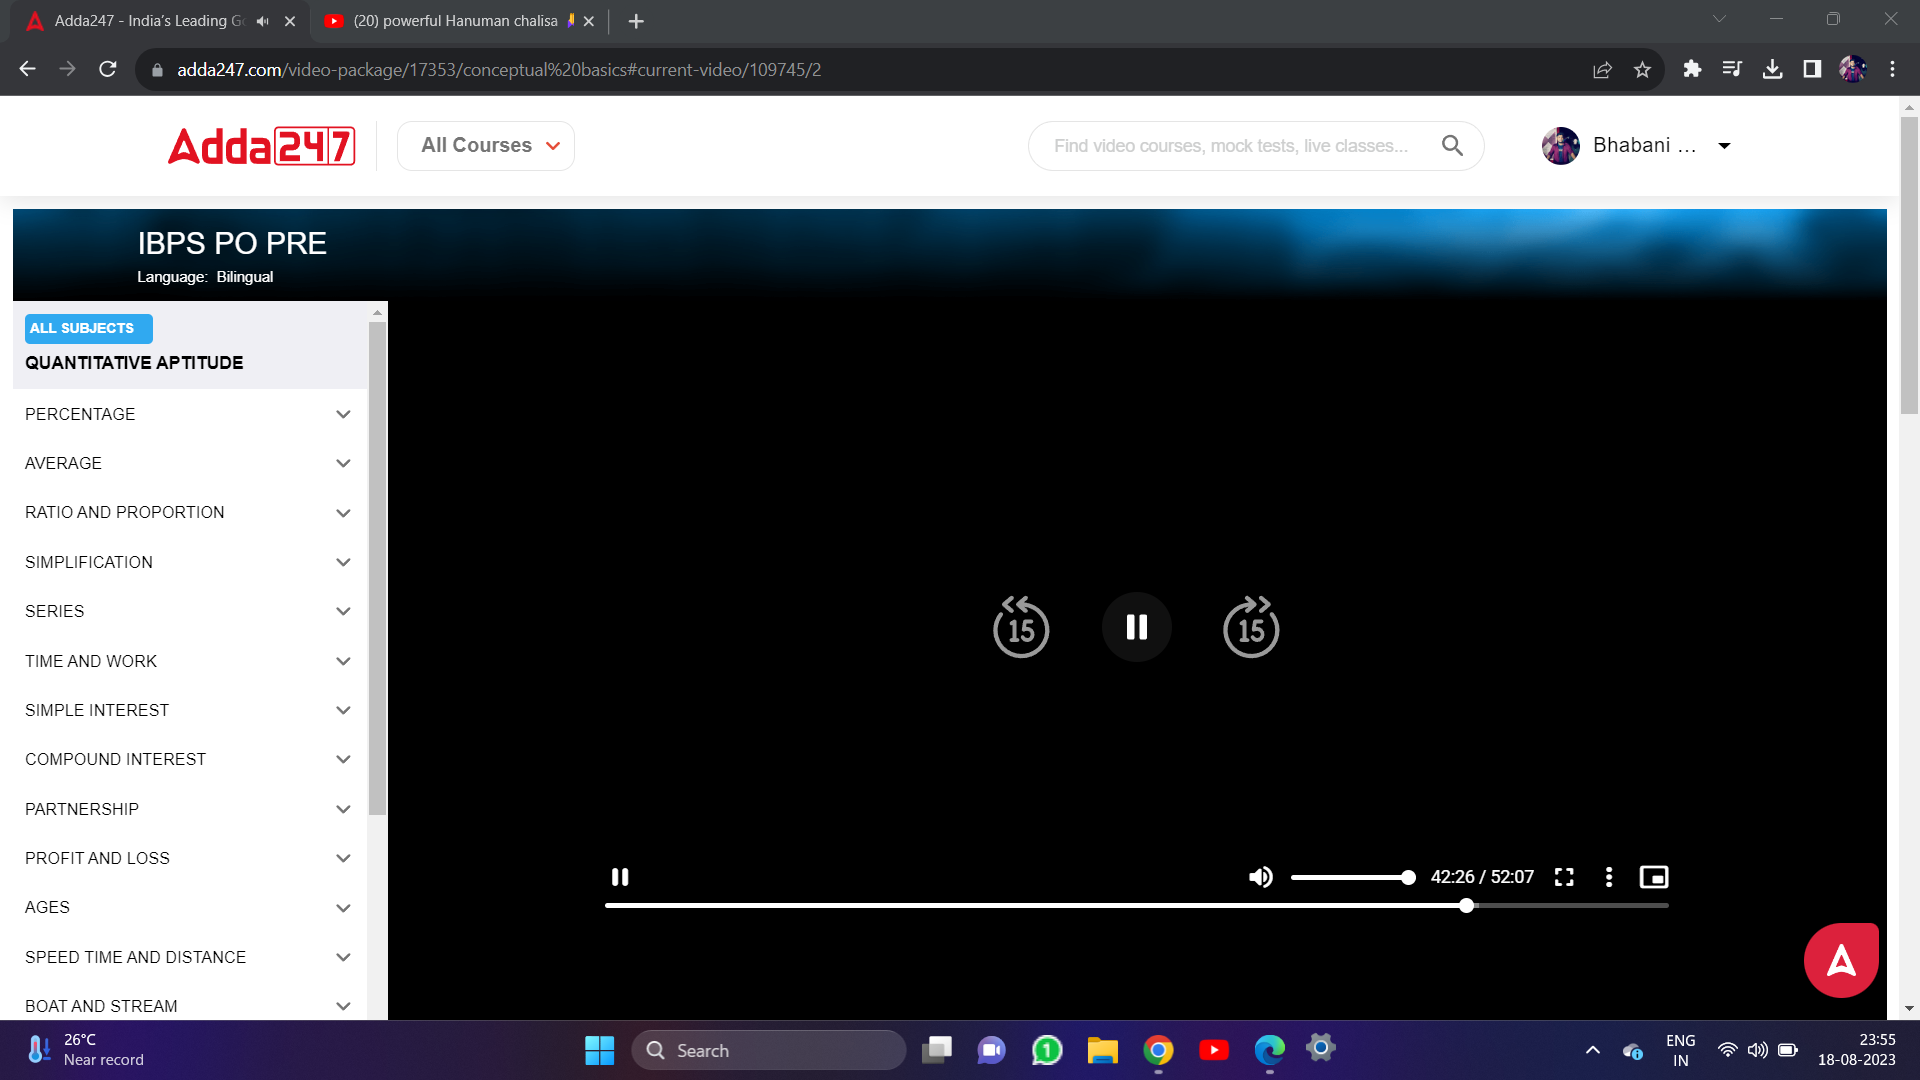 Adda247 - India's Leading G
(20) powerful Hanuman chalisa
adda247.com/video-package/17353/conceptual%20basics#current-video/109745/2
Adda247
All Courses
Find video courses, mock tests, live classes...
Bhabani ...
IBPS PO PRE
Language: Bilingual
ALL SUBJECTS
QUANTITATIVE APTITUDE
PERCENTAGE
AVERAGE
RATIO AND PROPORTION
SIMPLIFICATION
SERIES
TIME AND WORK
SIMPLE INTEREST
COMPOUND INTEREST
PARTNERSHIP
PROFIT AND LOSS
AGES
SPEED TIME AND DISTANCE
BOAT AND STREAM
15
15
42:26 / 52:07
26°C
Near record
Search
1
ENG
IN
23:55
18-08-2023